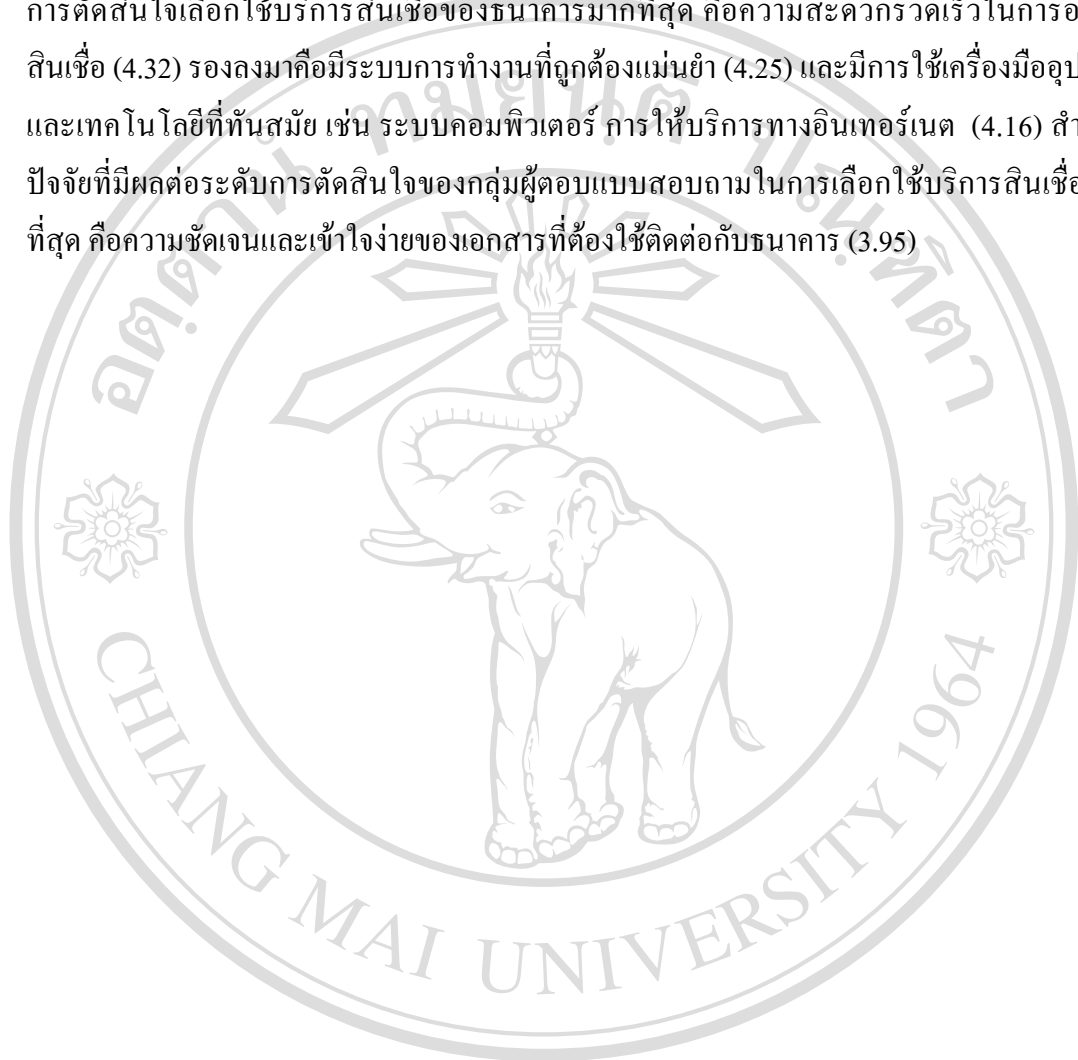 การตัดสินใจเลือกใช้บริการสินเชื่อของธนาคารมากที่สุด คือความสะดวกรวดเร็วในการอ
สินเชื่อ (4.32) รองลงมาคือมีระบบการทำงานที่ถูกต้องแม่นยำ (4.25) และมีการใช้เครื่องมืออุป
และเทคโนโลยีที่ทันสมัย เช่น ระบบคอมพิวเตอร์ การให้บริการทางอินเทอร์เนต (4.16) สำ
ปัจจัยที่มีผลต่อระดับการตัดสินใจของกลุ่มผู้ตอบแบบสอบถามในการเลือกใช้บริการสินเชื่อ
ที่สุด คือความชัดเจนและเข้าใจง่ายของเอกสารที่ต้องใช้ติดต่อกับธนาคาร (3.95)
อตฺตานํ ทมยนฺติ ปณฺฑิตา
CHIANG MAI UNIVERSITY 1964